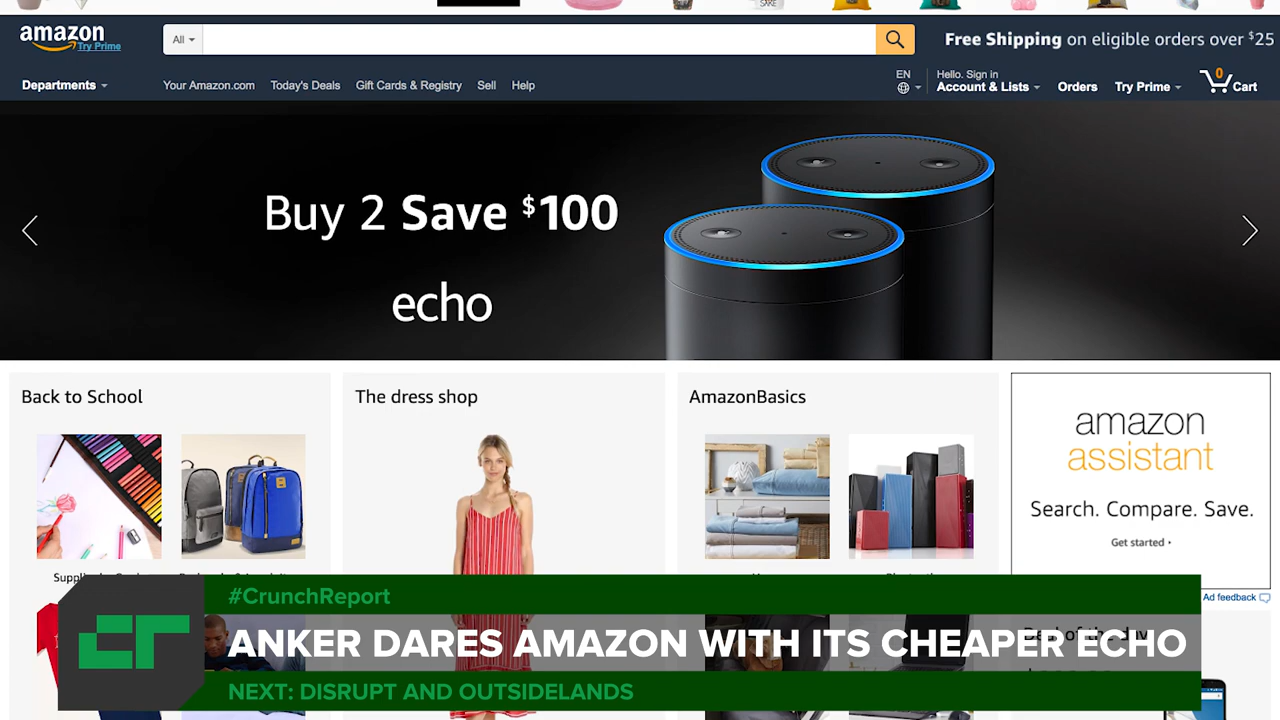 amazon
Try Prime
All
Free Shipping on eligible orders over $25
Departments
Your Amazon.com
Today's Deals
Gift Cards & Registry
Sell
Help
EN
Hello. Sign in
Account & Lists
Orders
Try Prime
0
Cart
Buy 2 Save $100
echo
Back to School
The dress shop
AmazonBasics
amazon
assistant
Search. Compare. Save.
Get started
Ad feedback
#CrunchReport
ANKER DARES AMAZON WITH ITS CHEAPER ECHO
NEXT: DISRUPT AND OUTSIDELANDS